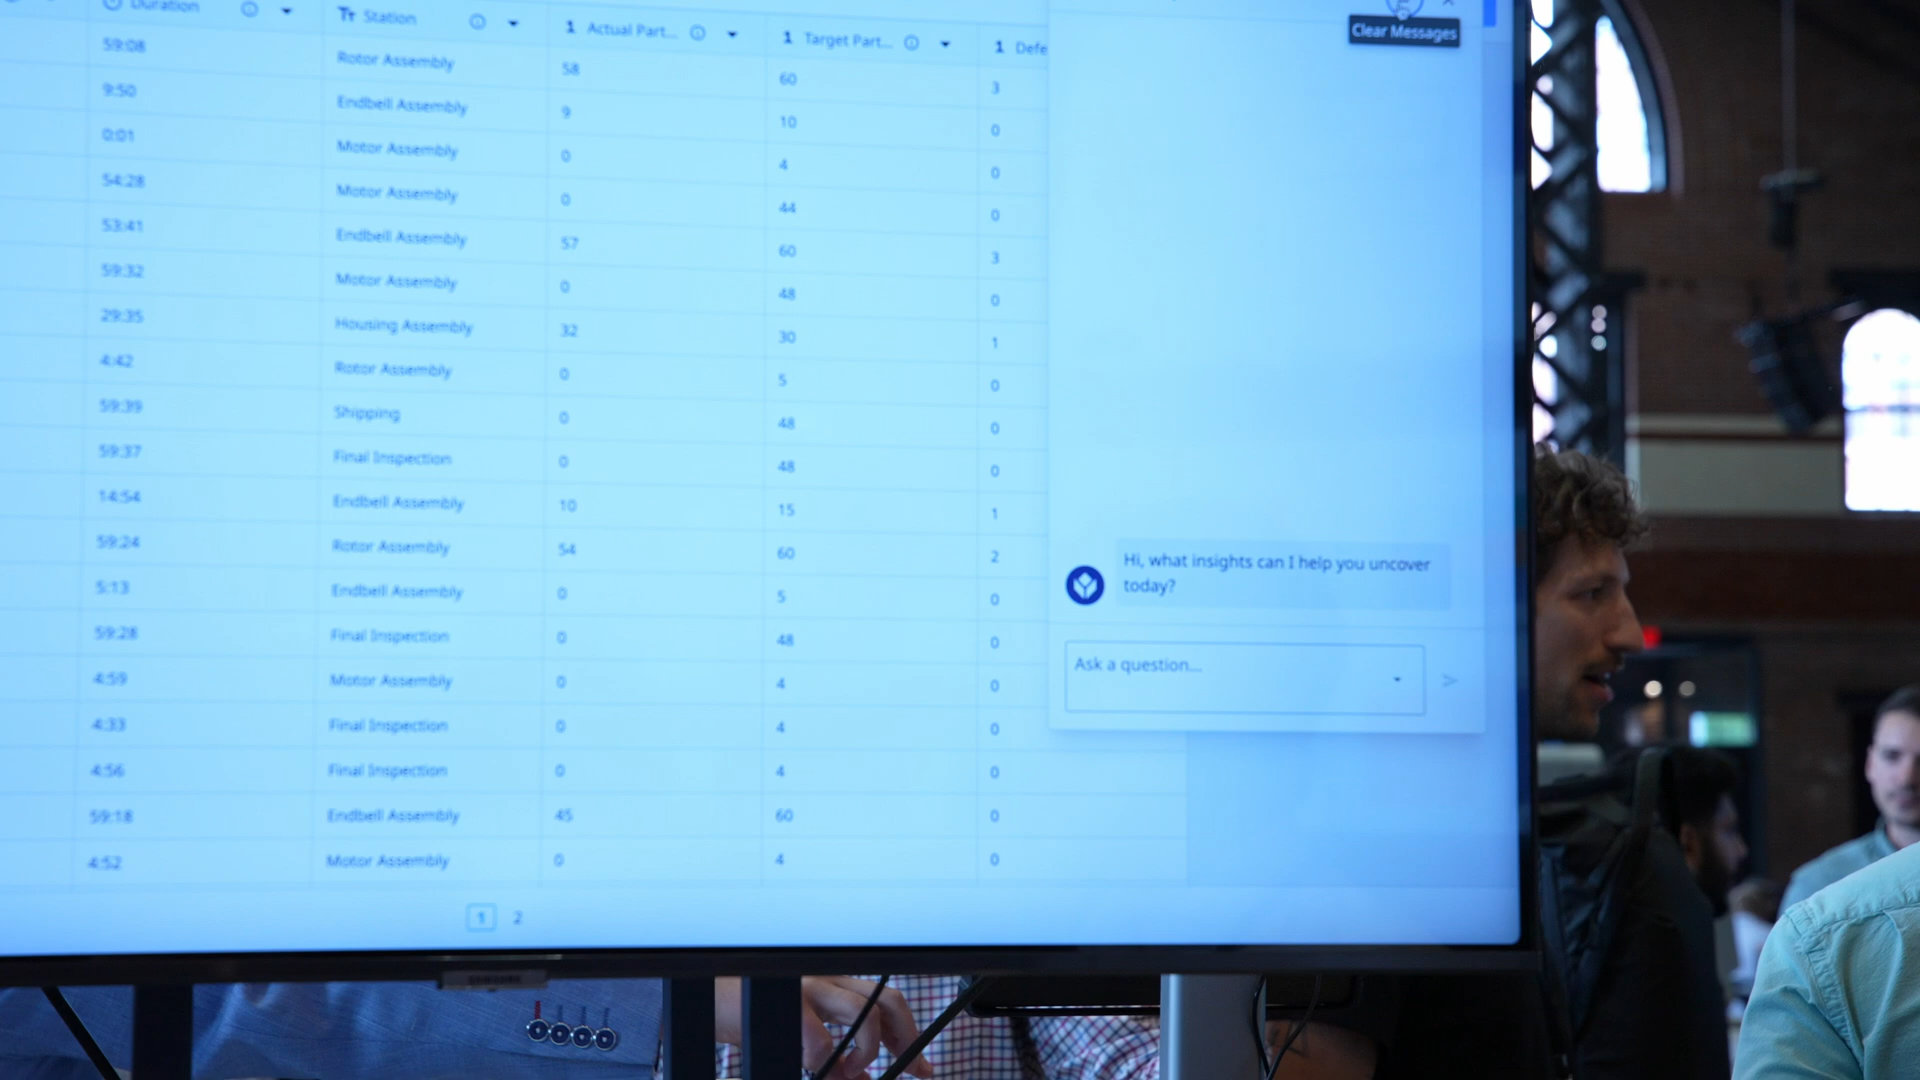 Duration Station 1 Actual Part... 1 Target Part... 1 Defe
59:08 Rotor Assembly 58 60 3
9:50 Endbell Assembly 9 10 0
0:01 Motor Assembly 0 4 0
54:28 Motor Assembly 0 44 0
53:41 Endbell Assembly 57 60 3
59:32 Motor Assembly 0 48 0
29:35 Housing Assembly 32 30 1
4:42 Rotor Assembly 0 5 0
59:39 Shipping 0 48 0
59:37 Final Inspection 0 48 0
14:54 Endbell Assembly 10 15 1
59:24 Rotor Assembly 54 60 2
5:13 Endbell Assembly 0 5 0
59:28 Final Inspection 0 48 0
4:59 Motor Assembly 0 4 0
4:33 Final Inspection 0 4 0
4:56 Final Inspection 0 4 0
59:18 Endbell Assembly 45 60 0
4:52 Motor Assembly 0 4 0
1 2
Clear Messages
Hi, what insights can I help you uncover
today?
Ask a question...
SAMSUNG